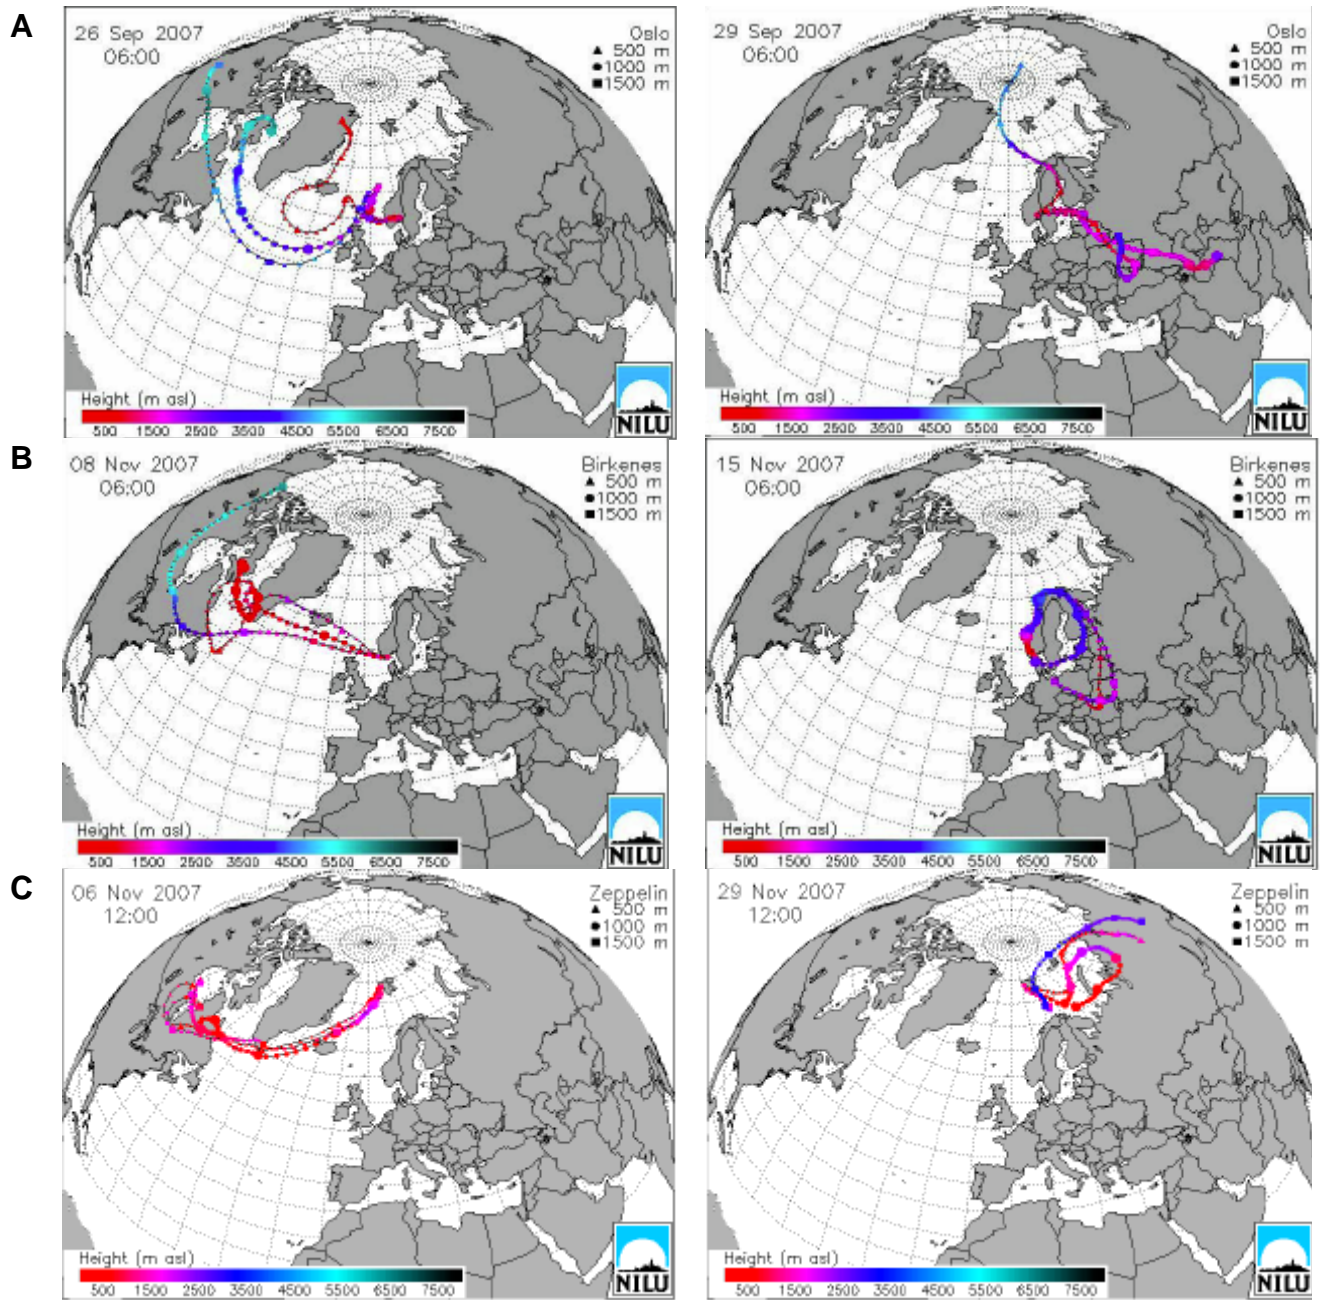 A
26 Sep 2007
06:00
Oslo
▲ 500 m
● 1000 m
■ 1500 m
Height (m asl)
500 1500 2500 3500 4500 5500 6500 7500
NILU
29 Sep 2007
06:00
Oslo
▲ 500 m
● 1000 m
■ 1500 m
Height (m asl)
500 1500 2500 3500 4500 5500 6500 7500
NILU
B
08 Nov 2007
06:00
Birkenes
▲ 500 m
● 1000 m
■ 1500 m
Height (m asl)
500 1500 2500 3500 4500 5500 6500 7500
NILU
15 Nov 2007
06:00
Birkenes
▲ 500 m
● 1000 m
■ 1500 m
Height (m asl)
500 1500 2500 3500 4500 5500 6500 7500
NILU
C
06 Nov 2007
12:00
Zeppelin
▲ 500 m
● 1000 m
■ 1500 m
Height (m asl)
500 1500 2500 3500 4500 5500 6500 7500
NILU
29 Nov 2007
12:00
Zeppelin
▲ 500 m
● 1000 m
■ 1500 m
Height (m asl)
500 1500 2500 3500 4500 5500 6500 7500
NILU